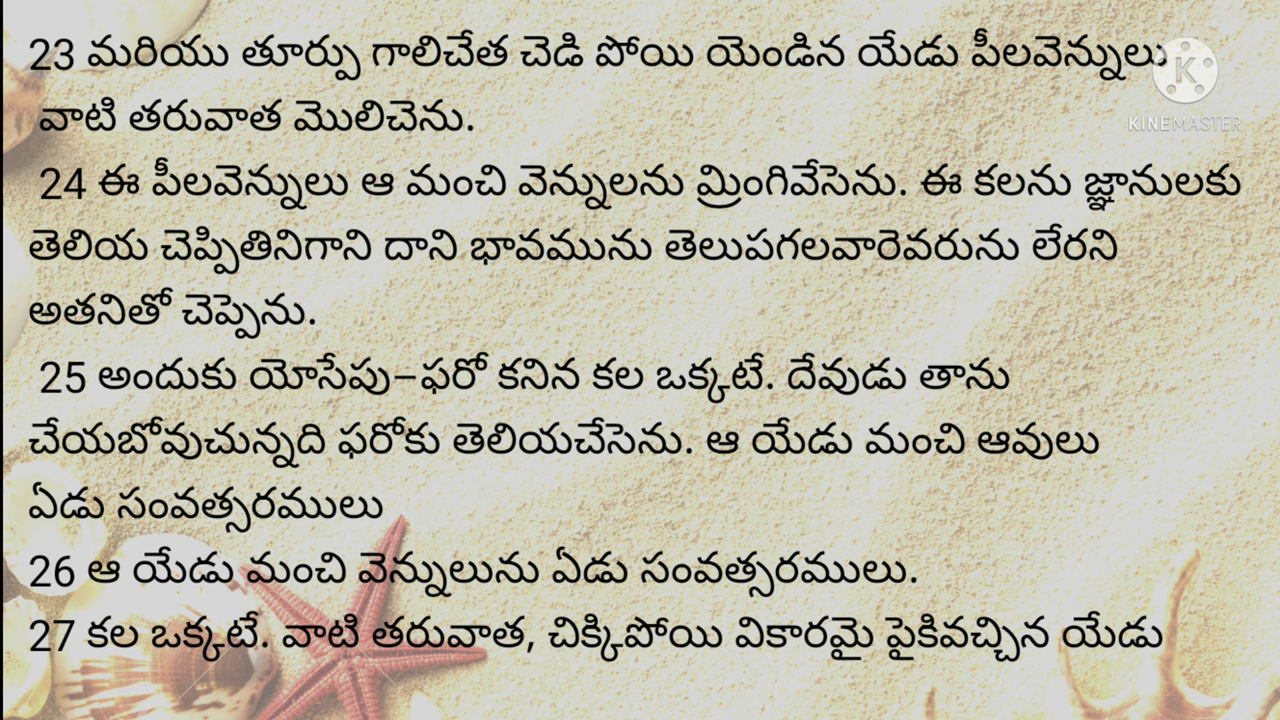 23 మరియు తూర్పు గాలిచేత చెడి పోయి యెండిన యేడు పీలవెన్నులు
వాటి తరువాత మొలిచెను.
24 ఈ పీలవెన్నులు ఆ మంచి వెన్నులను మ్రింగివేసెను. ఈ కలను జ్ఞానులకు
తెలియ చెప్పితినిగాని దాని భావమును తెలుపగలవారెవరును లేరని
అతనితో చెప్పెను.
25 అందుకు యోసేపు–ఫరో కనిన కల ఒక్కటే. దేవుడు తాను
చేయబోవుచున్నది ఫరోకు తెలియచేసెను. ఆ యేడు మంచి ఆవులు
ఏడు సంవత్సరములు
26 ఆ యేడు మంచి వెన్నులును ఏడు సంవత్సరములు.
27 కల ఒక్కటే. వాటి తరువాత, చిక్కిపోయి వికారమై పైకివచ్చిన యేడు
K
KINEMASTER